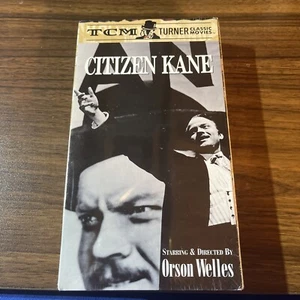 TCM TURNER CLASSIC MOVIES
CITIZEN KANE
STARRING & DIRECTED BY
Orson Welles